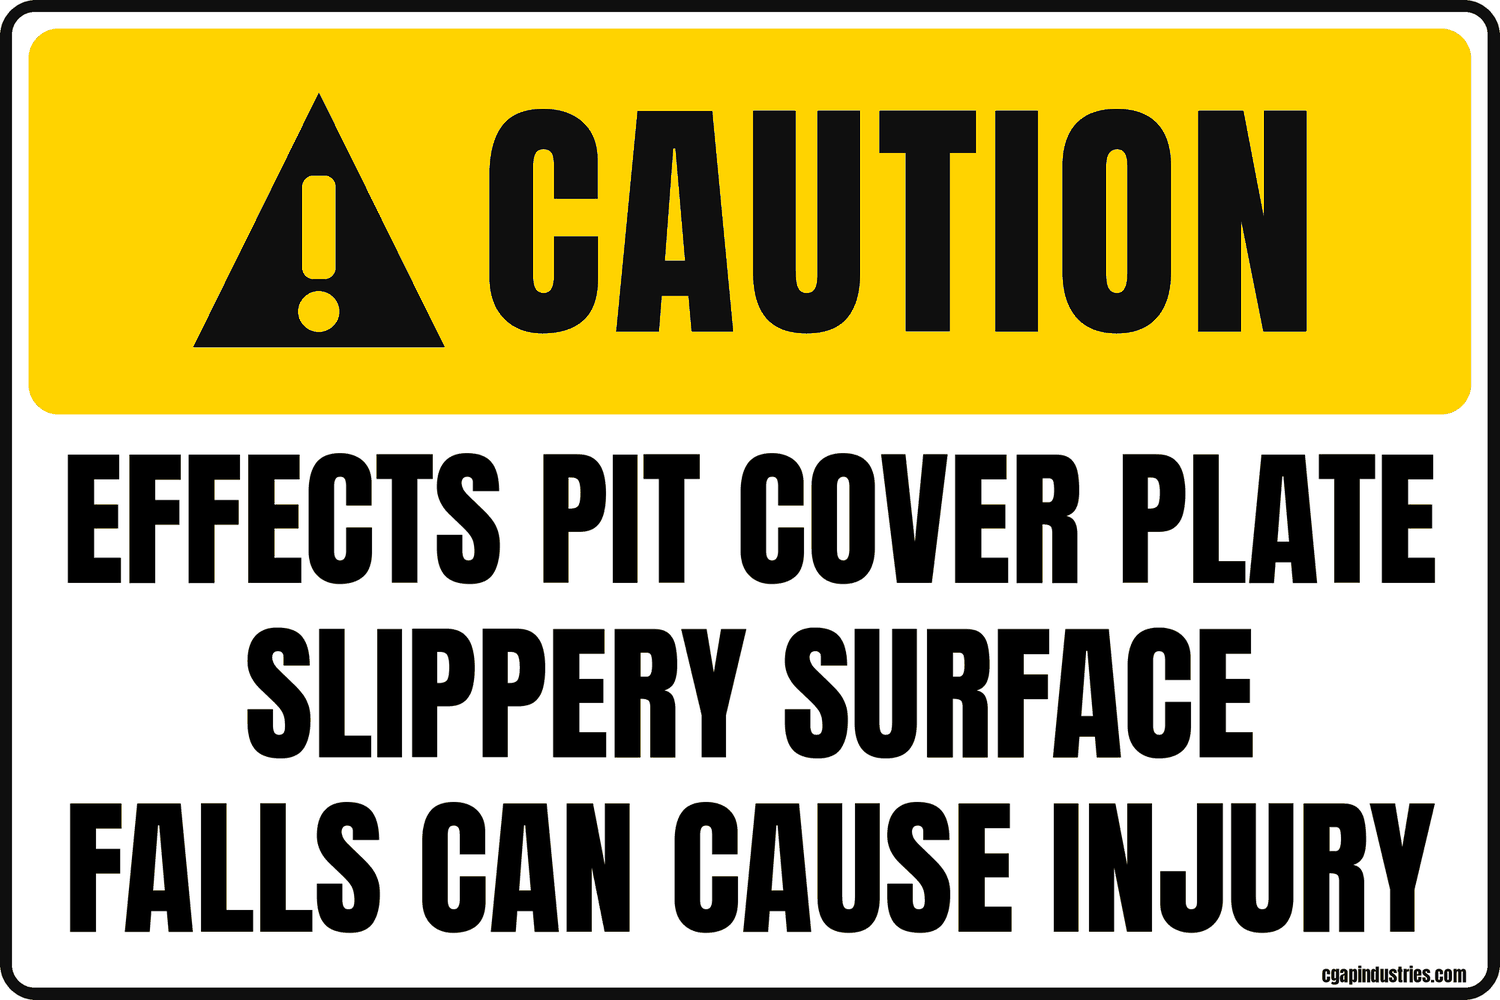 CAUTION
EFFECTS PIT COVER PLATE
SLIPPERY SURFACE
FALLS CAN CAUSE INJURY
cgapindustries.com